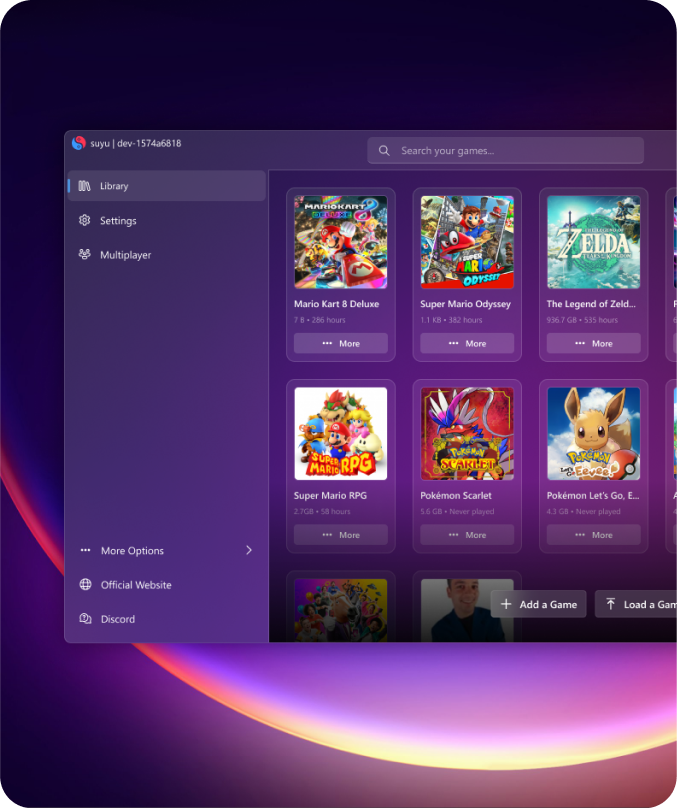 suyu | dev-1574a6818
Search your games...
Library
Settings
Multiplayer
More Options
Official Website
Discord
MARIOKART 8
DELUXE
SUPER
MARIO
ODYSSEY
THE LEGEND OF
ZELDA
TEARS OF THE KINGDOM
Mario Kart 8 Deluxe
Super Mario Odyssey
The Legend of Zeld...
7 B • 286 hours
1.1 KB • 382 hours
936.7 GB • 535 hours
••• More
••• More
••• More
SUPER
MARIO RPG
POKÉMON
SCARLET
POKÉMON
Let's Go, Eevee!
Super Mario RPG
Pokémon Scarlet
Pokémon Let's Go, E...
2.7GB • 58 hours
5.6 GB • Never played
4.3 GB • Never played
••• More
••• More
••• More
+ Add a Game
Load a Gam